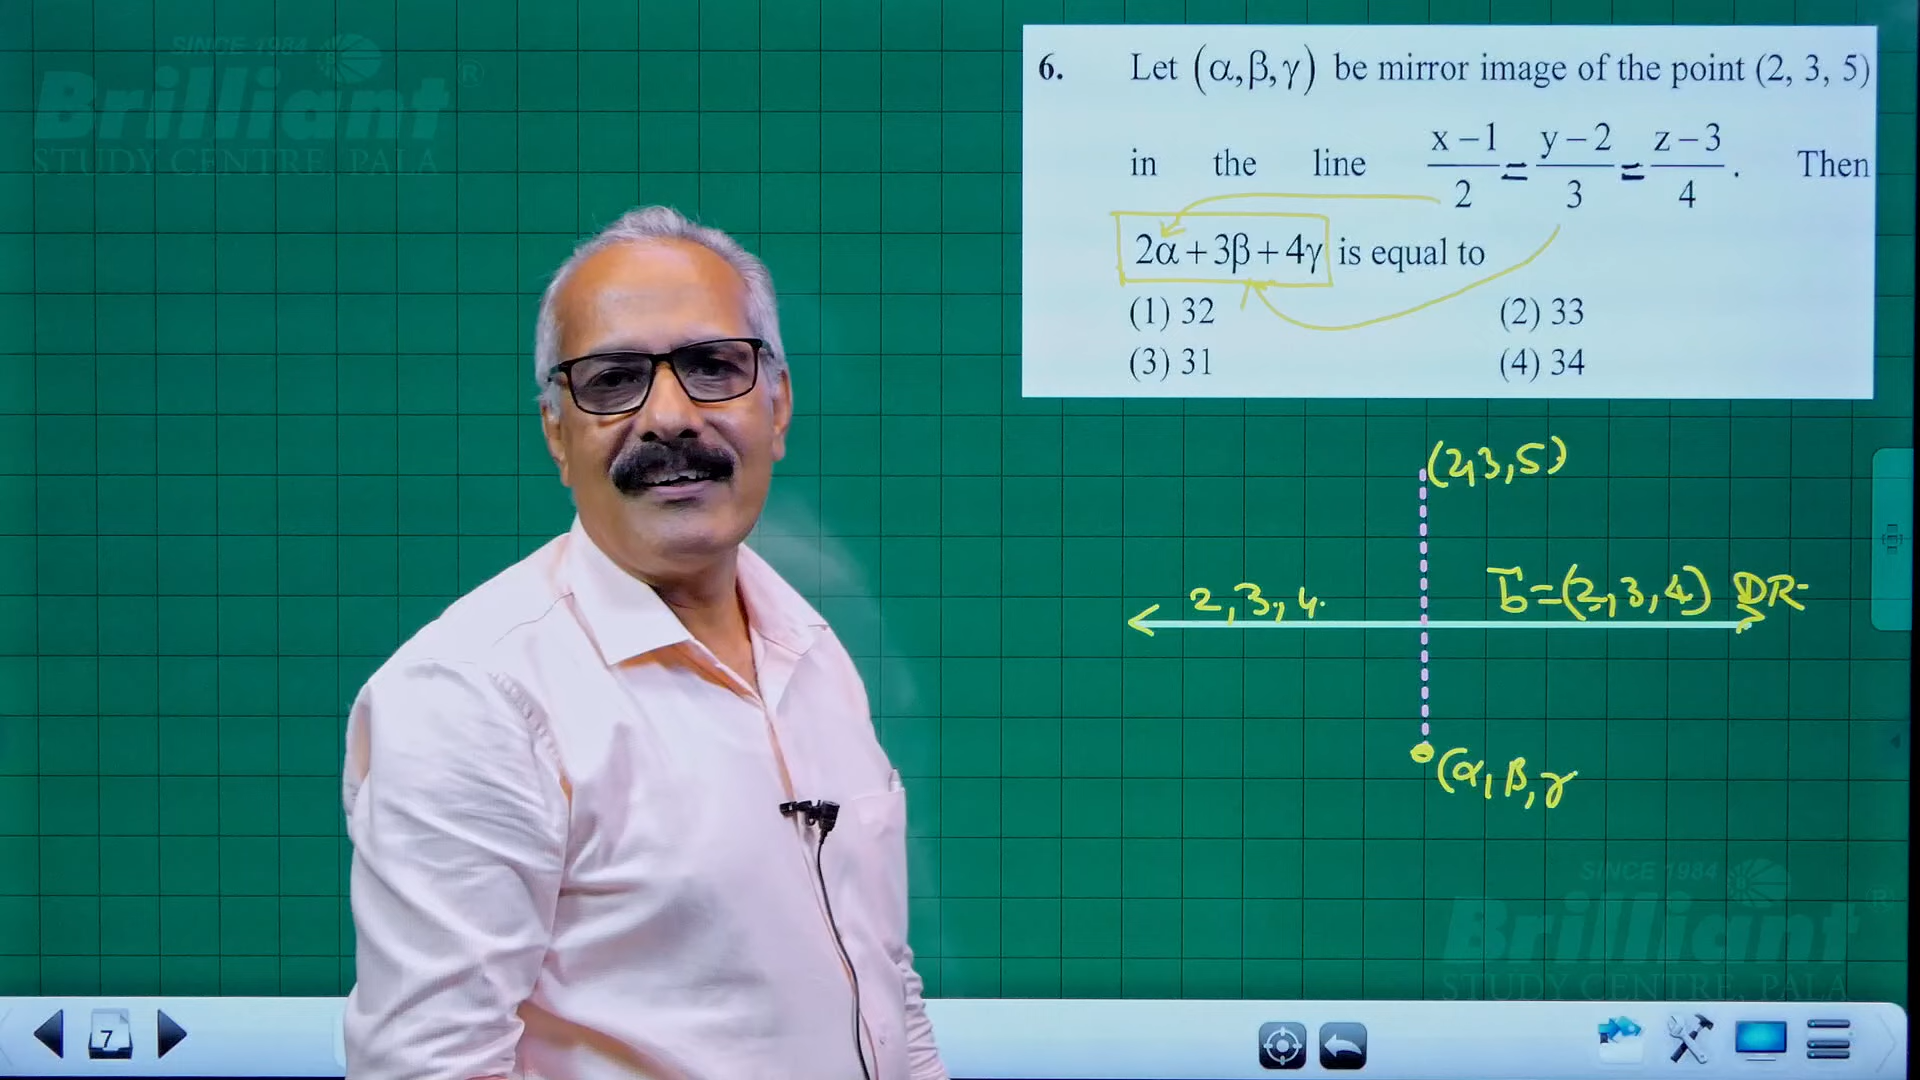 SINCE 1984
Brilliant ®
STUDY CENTRE, PALA
6. Let (α,β,γ) be mirror image of the point (2, 3, 5)
in the line x−1/2 = y−2/3 = z−3/4 . Then
2α+3β+4γ is equal to
(1) 32 (2) 33
(3) 31 (4) 34
(2,3,5)
2,3,4. b̄=(2,3,4) DR
(α, β, γ
SINCE 1984
Brilliant ®
STUDY CENTRE, PALA
7